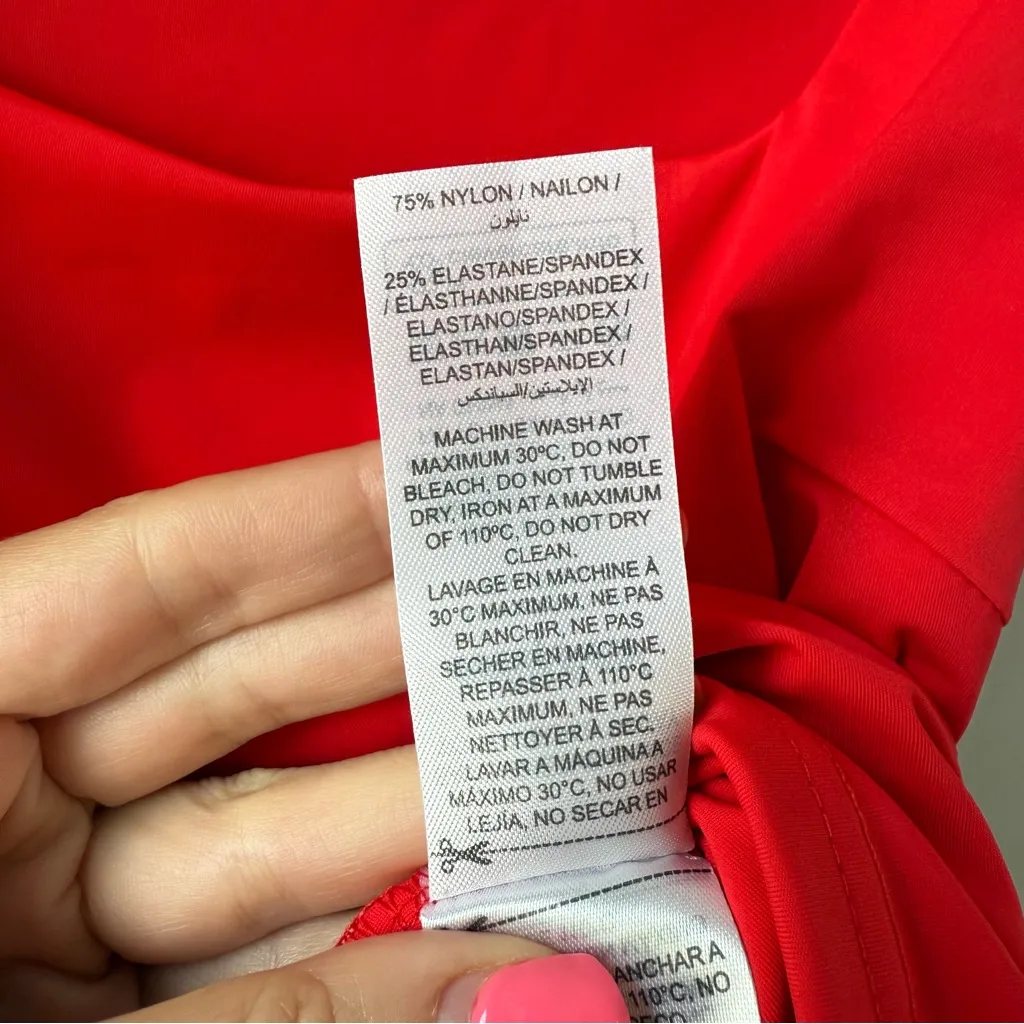 75% NYLON / NAILON /
نايلون
25% ELASTANE/SPANDEX
/ ÉLASTHANNE/SPANDEX /
ELASTANO/SPANDEX /
ELASTHAN/SPANDEX /
ELASTAN/SPANDEX /
الإيلاستين/السباندكس
MACHINE WASH AT
MAXIMUM 30ºC, DO NOT
BLEACH, DO NOT TUMBLE
DRY, IRON AT A MAXIMUM
OF 110ºC, DO NOT DRY
CLEAN.
LAVAGE EN MACHINE À
30°C MAXIMUM, NE PAS
BLANCHIR, NE PAS
SECHER EN MACHINE,
REPASSER À 110°C
MAXIMUM, NE PAS
NETTOYER À SEC.
LAVAR A MÁQUINA A
MÁXIMO 30°C, NO USAR
LEJÍA, NO SECAR EN
ANCHAR A
110°C, NO